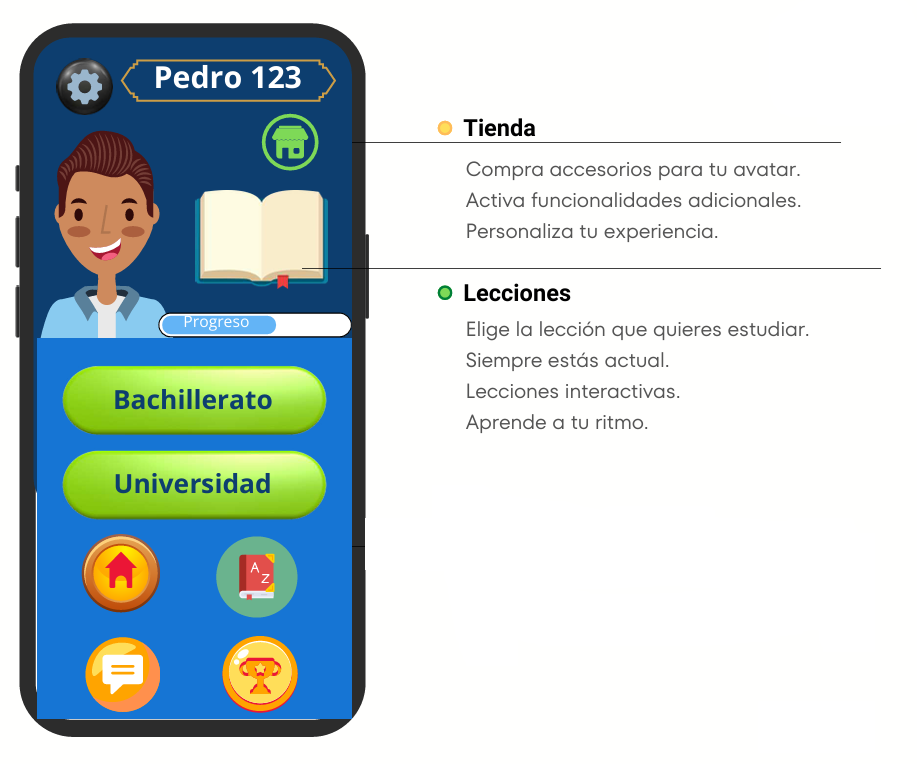 Pedro 123
Progreso
Bachillerato
Universidad
A
Z
Tienda
Compra accesorios para tu avatar.
Activa funcionalidades adicionales.
Personaliza tu experiencia.
Lecciones
Elige la lección que quieres estudiar.
Siempre estás actual.
Lecciones interactivas.
Aprende a tu ritmo.